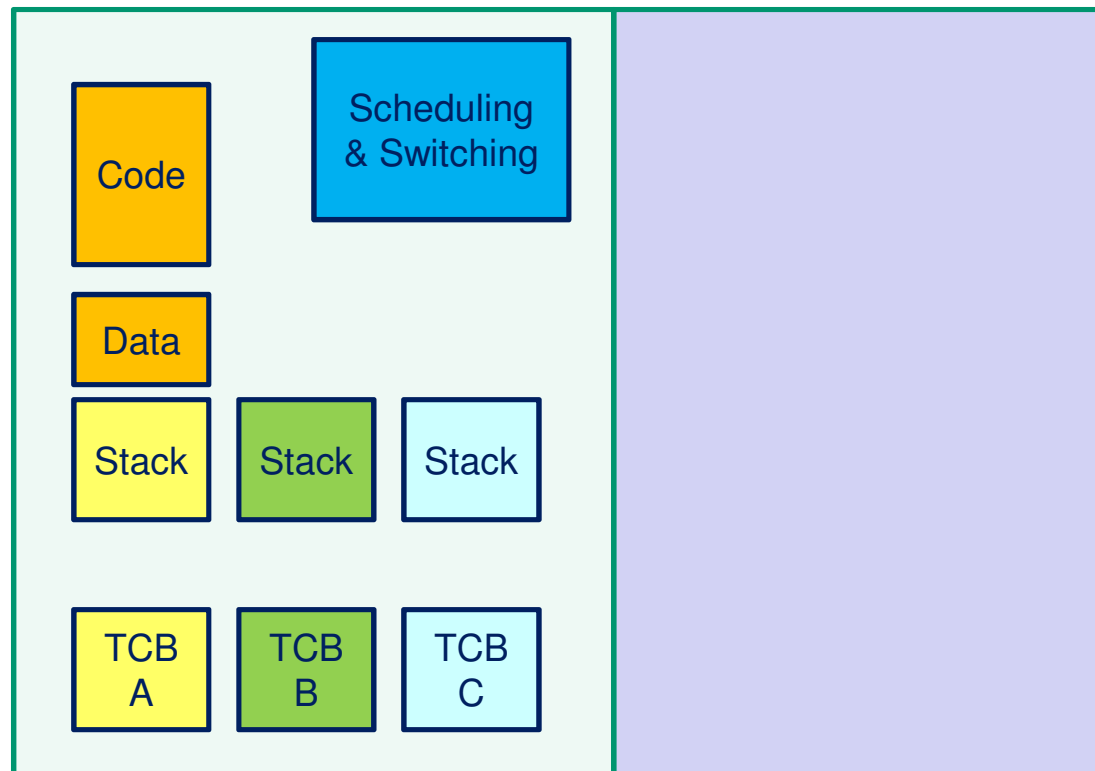 Scheduling
& Switching
Code
Data
Stack
Stack
Stack
TCB
A
TCB
B
TCB
C